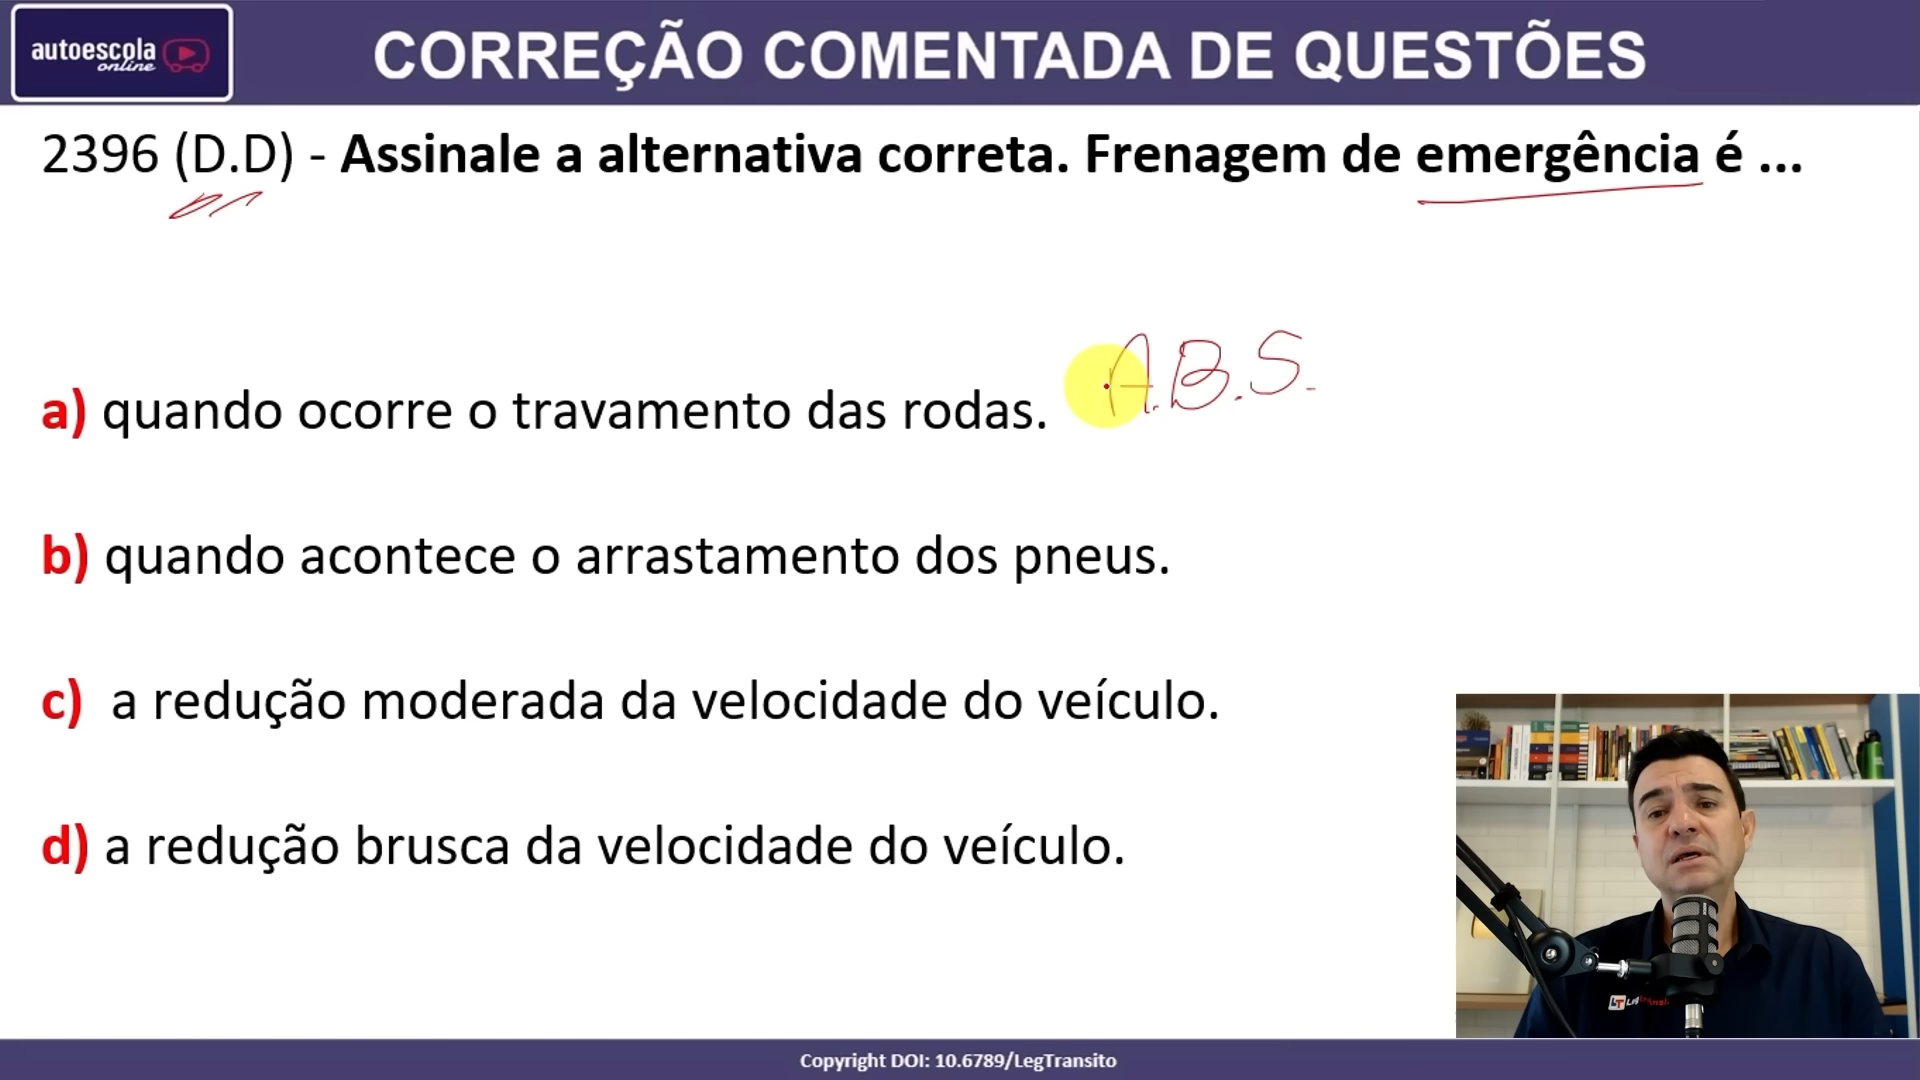 autoescola
online
CORREÇÃO COMENTADA DE QUESTÕES
2396 (D.D) - Assinale a alternativa correta. Frenagem de emergência é ...
A.B.S.
a) quando ocorre o travamento das rodas.
b) quando acontece o arrastamento dos pneus.
c) a redução moderada da velocidade do veículo.
d) a redução brusca da velocidade do veículo.
Copyright DOI: 10.6789/LegTransito